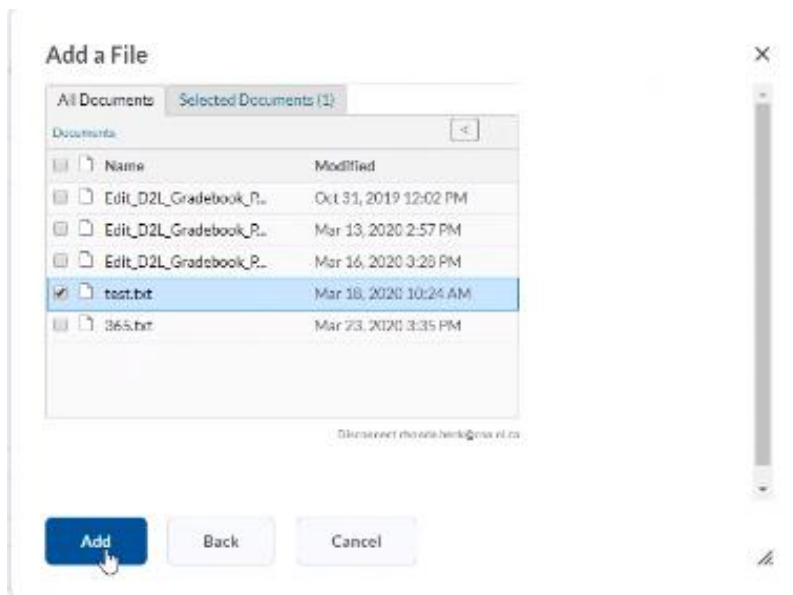 Add a File
All Documents Selected Documents (1)
Documents <
Name Modified
Edit_D2L_Gradebook_P... Oct 31, 2019 12:02 PM
Edit_D2L_Gradebook_P... Mar 13, 2020 2:57 PM
Edit_D2L_Gradebook_P... Mar 16, 2020 3:28 PM
test.txt Mar 18, 2020 10:24 AM
365.txt Mar 23, 2020 3:35 PM
Disconnect
Add Back Cancel